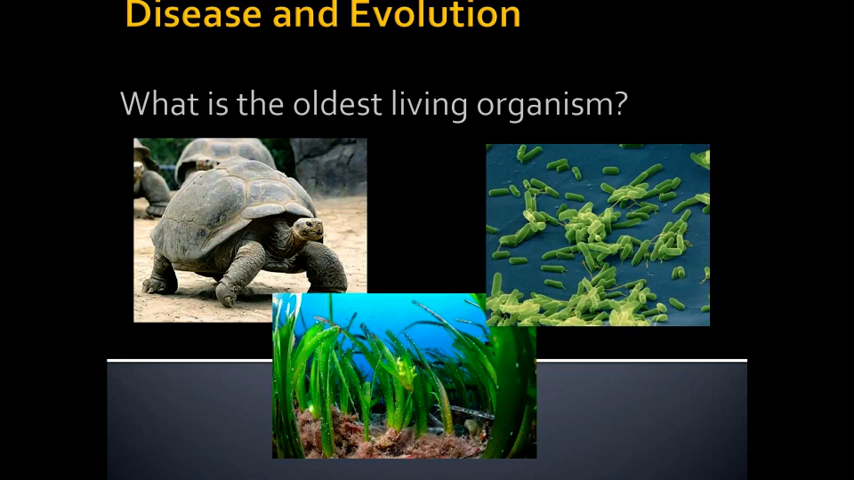 Disease and Evolution
What is the oldest living organism?